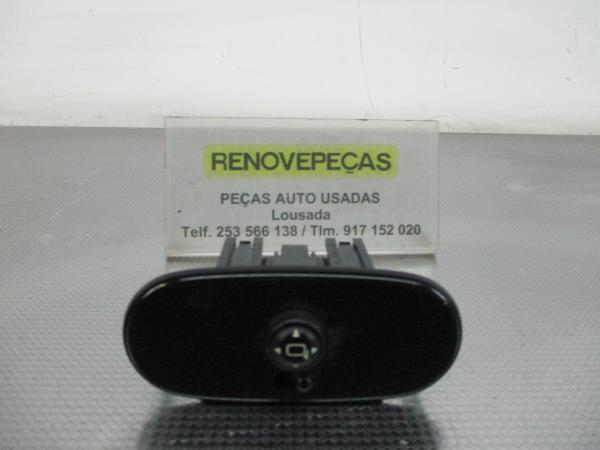 RENOVEPEÇAS
PEÇAS AUTO USADAS
Lousada
Telf. 253 566 138 / Tlm. 917 152 020